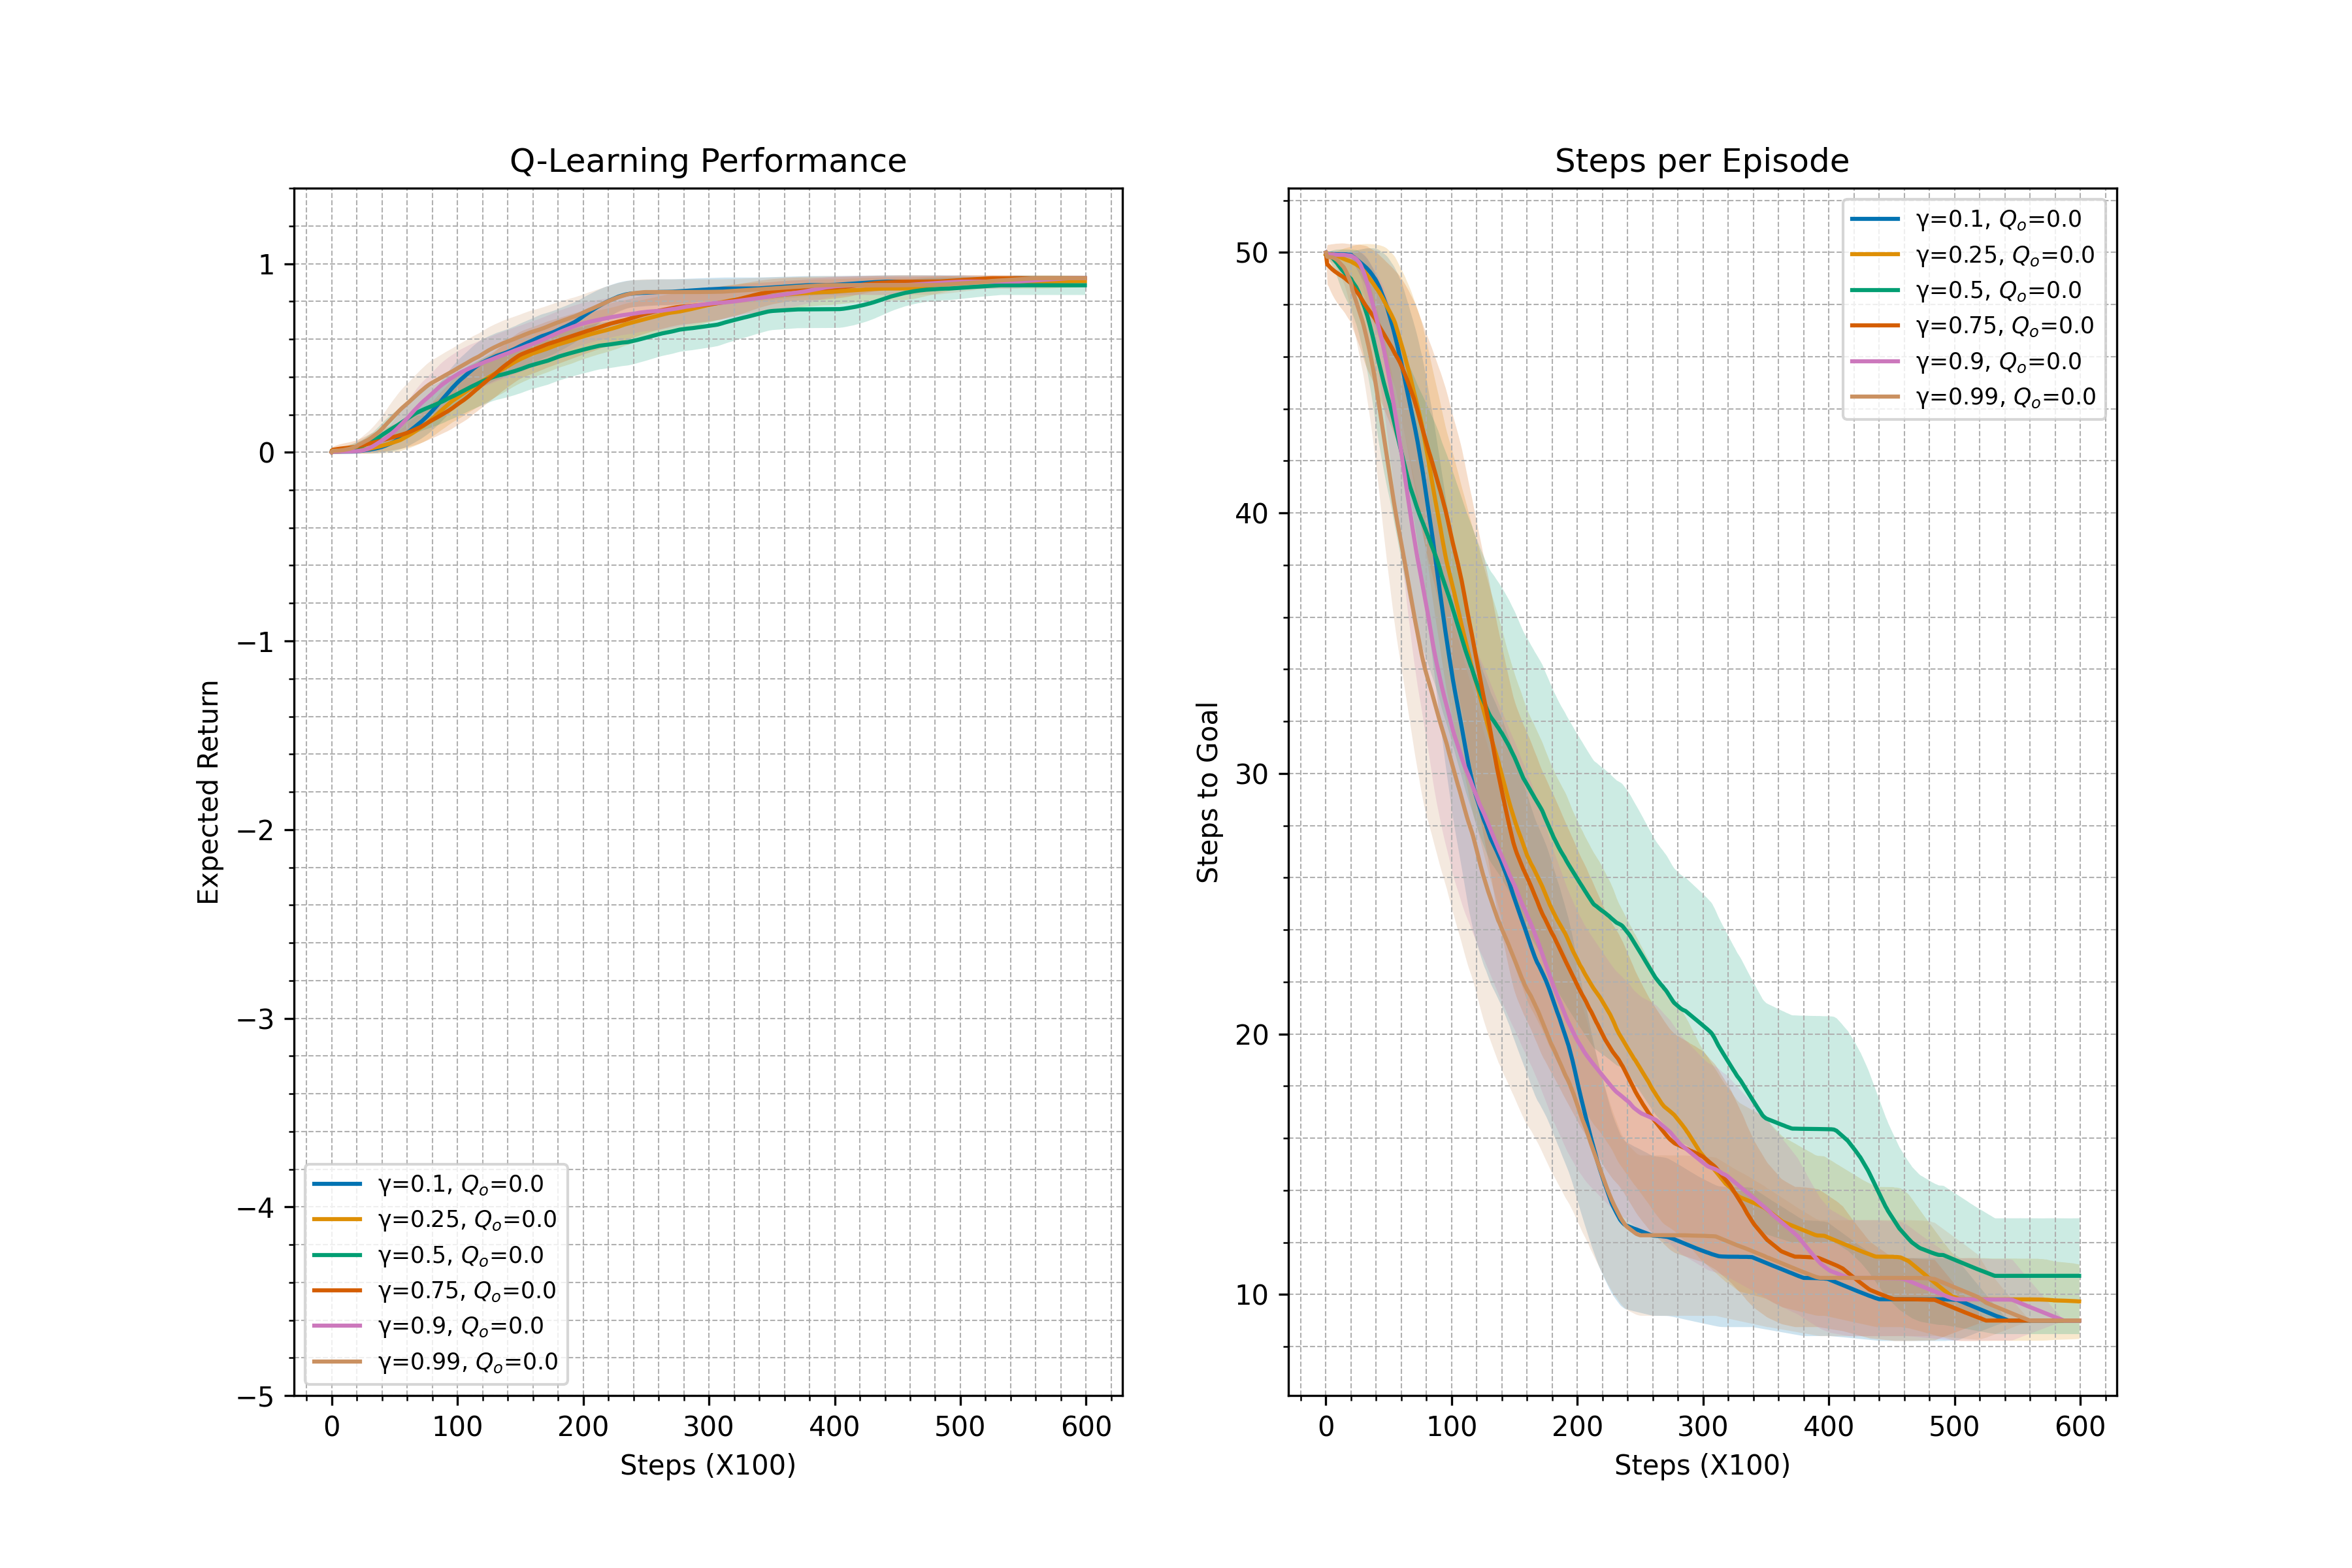 Q-Learning Performance
Expected Return
1
0
−1
−2
−3
−4
−5
γ=0.1, Qₒ=0.0
γ=0.25, Qₒ=0.0
γ=0.5, Qₒ=0.0
γ=0.75, Qₒ=0.0
γ=0.9, Qₒ=0.0
γ=0.99, Qₒ=0.0
0 100 200 300 400 500 600
Steps (X100)
Steps per Episode
Steps to Goal
50
40
30
20
10
γ=0.1, Qₒ=0.0
γ=0.25, Qₒ=0.0
γ=0.5, Qₒ=0.0
γ=0.75, Qₒ=0.0
γ=0.9, Qₒ=0.0
γ=0.99, Qₒ=0.0
0 100 200 300 400 500 600
Steps (X100)